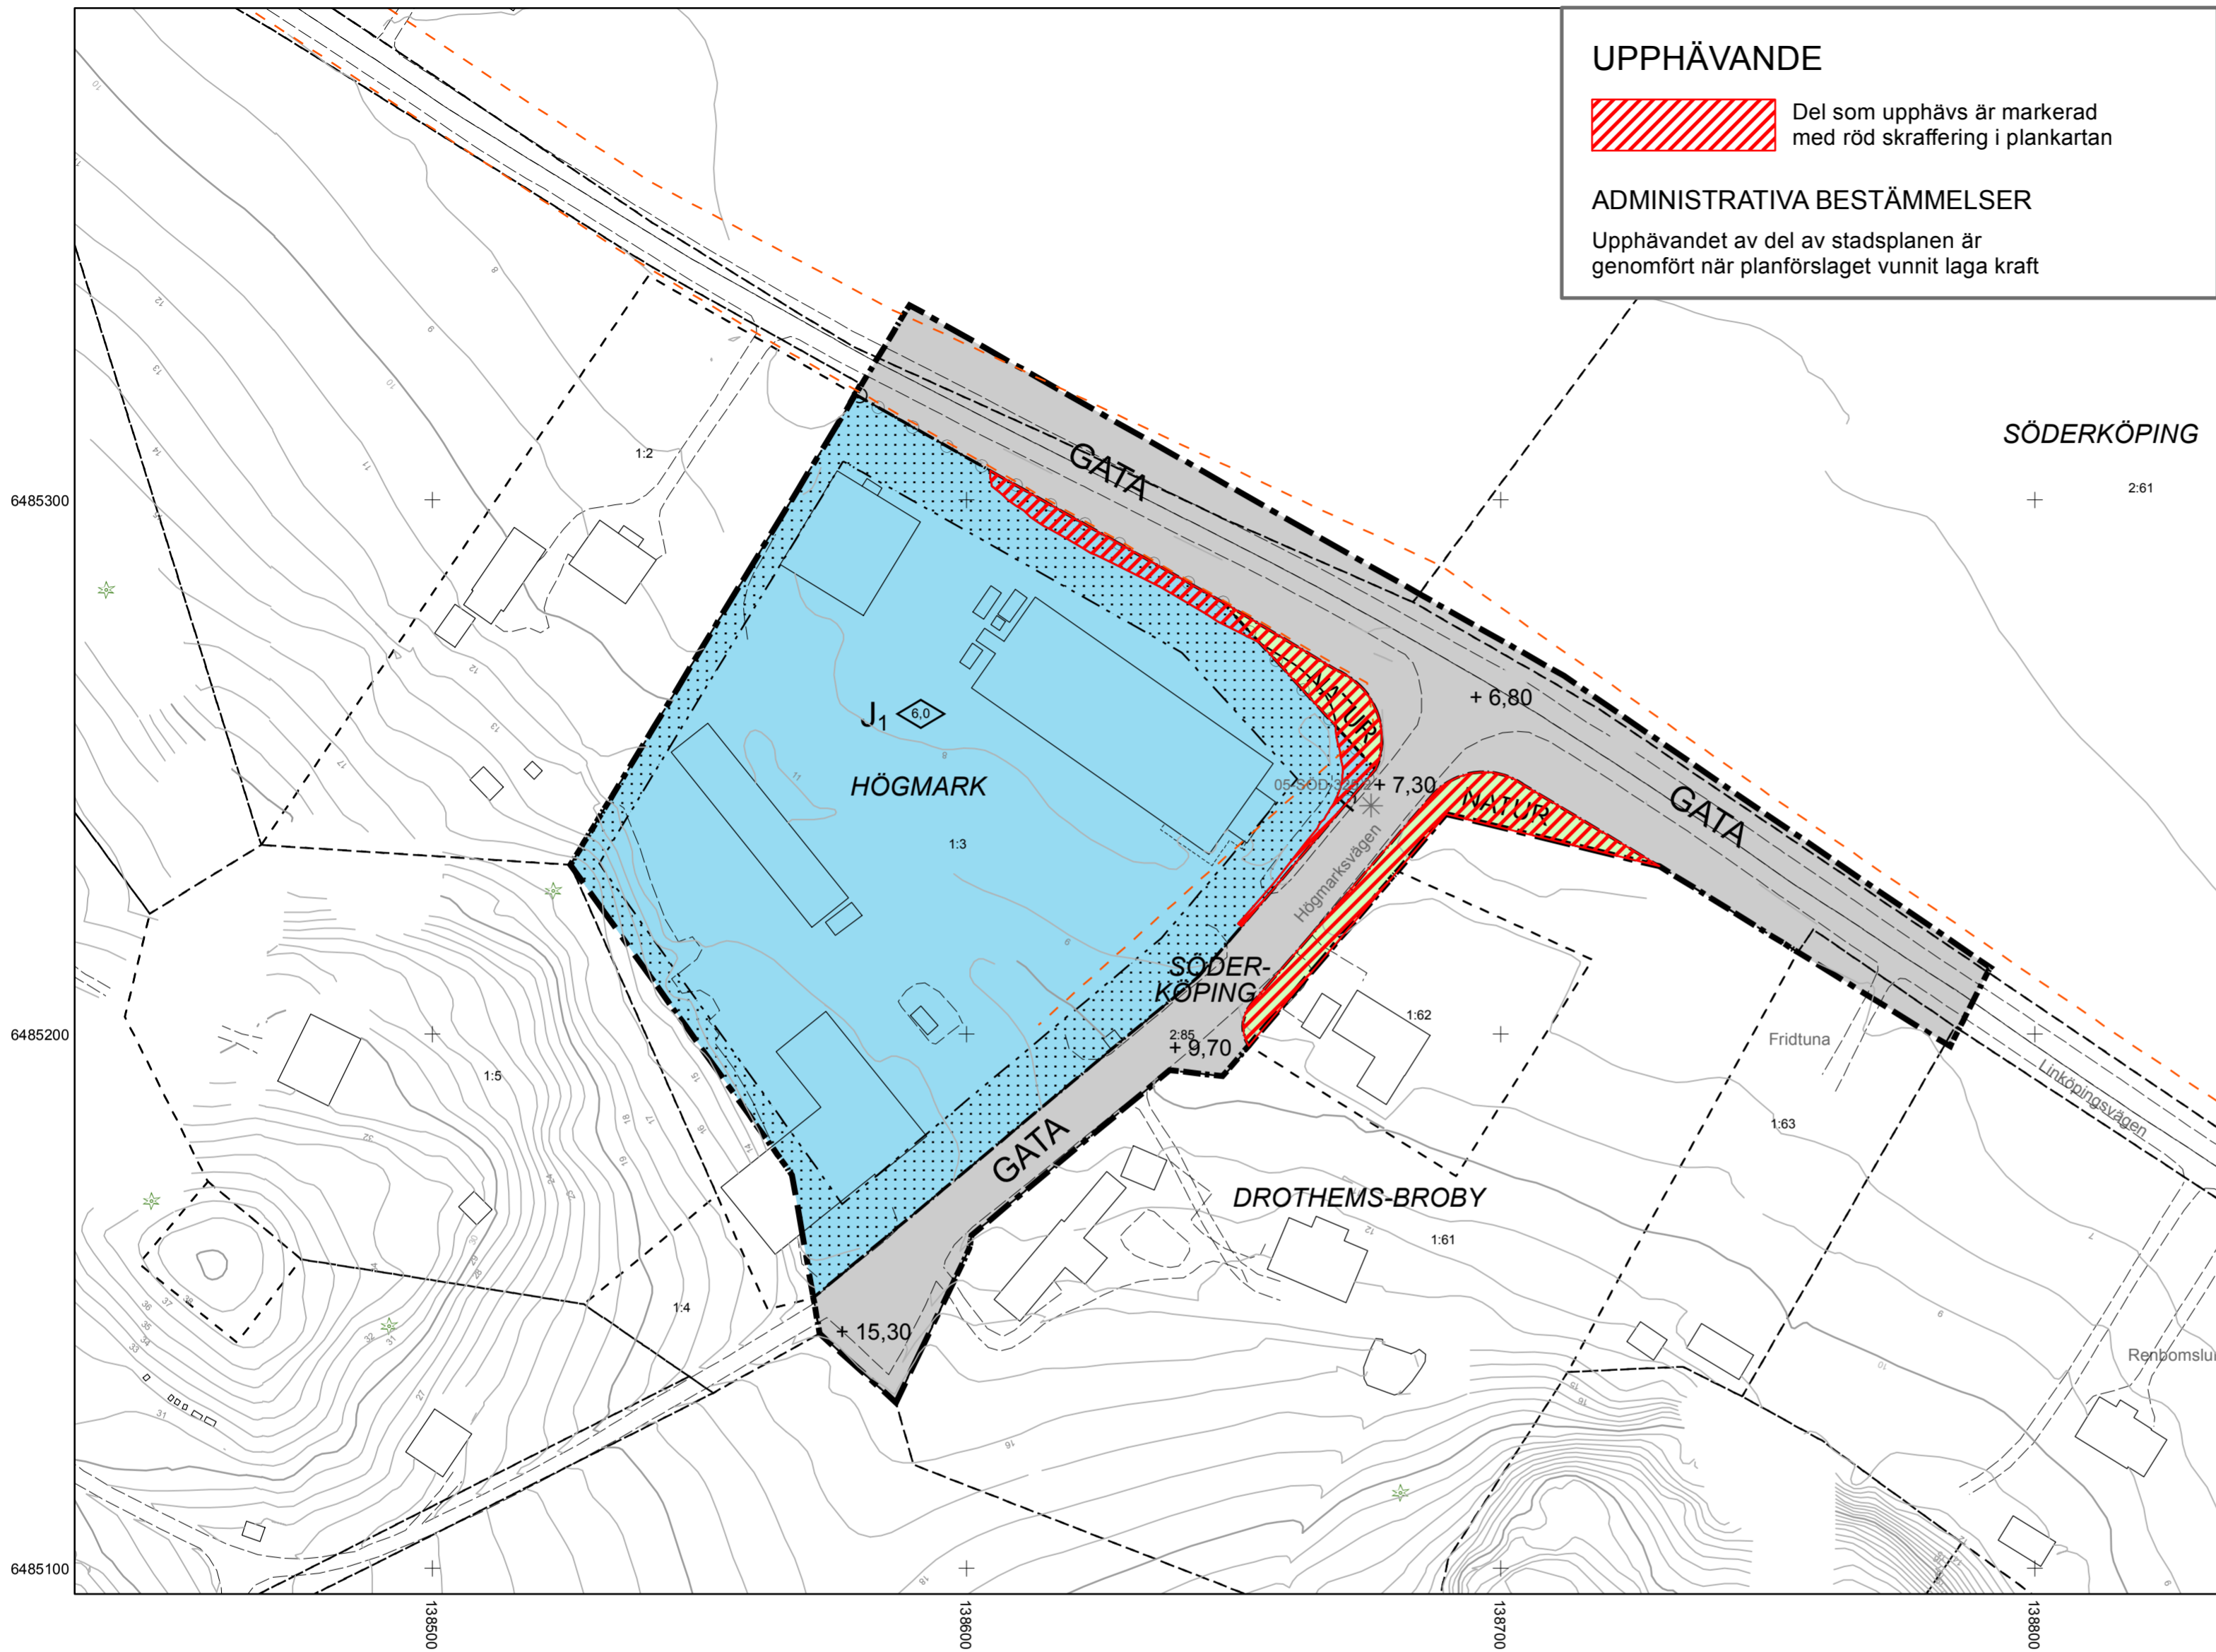 UPPHÄVANDE
Del som upphävs är markerad
med röd skraffering i plankartan
ADMINISTRATIVA BESTÄMMELSER
Upphävandet av del av stadsplanen är
genomfört när planförslaget vunnit laga kraft
SÖDERKÖPING
2:61
GATA
1:2
6485300
NATUR
+ 6,80
J1
6,0
HÖGMARK
+ 7,30
NATUR
GATA
1:3
Högmarksvägen
SÖDER-
KÖPING
2:85
+ 9,70
1:62
Fridtuna
6485200
1:5
Linköpingsvägen
1:63
GATA
DROTHEMS-BROBY
1:61
1:4
+ 15,30
6485100
138500
138600
138700
138800